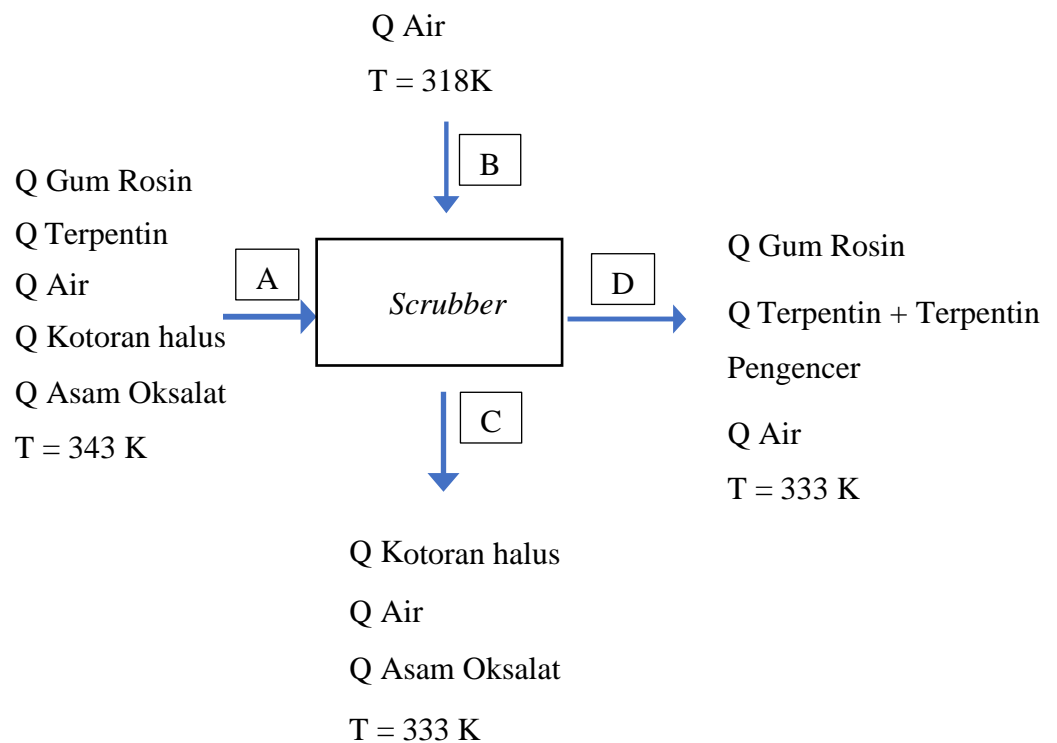 Q Air
T = 318K
B
Q Gum Rosin
Q Terpentin
Q Air
Q Kotoran halus
Q Asam Oksalat
T = 343 K
A
Scrubber
D
Q Gum Rosin
Q Terpentin + Terpentin
Pengencer
Q Air
T = 333 K
C
Q Kotoran halus
Q Air
Q Asam Oksalat
T = 333 K